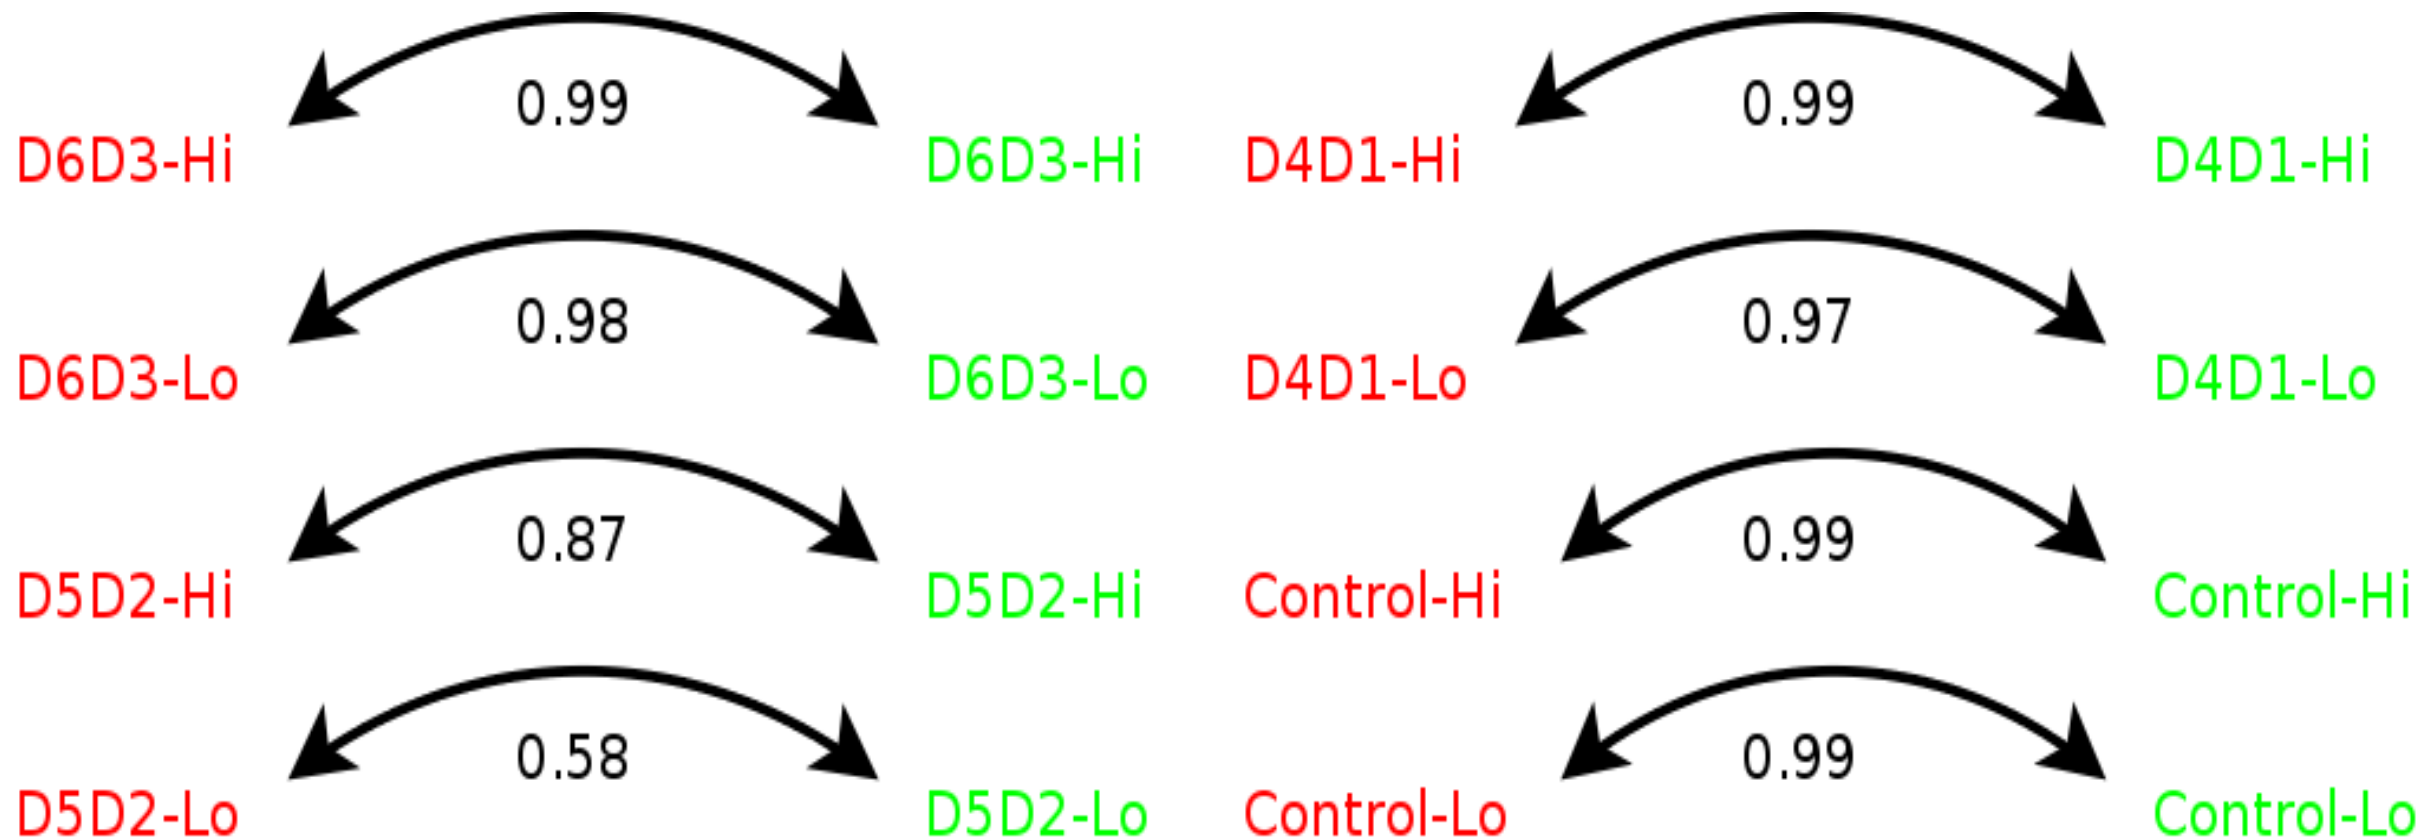 0.99 0.99
D6D3-Hi D6D3-Hi D4D1-Hi D4D1-Hi
0.98 0.97
D6D3-Lo D6D3-Lo D4D1-Lo D4D1-Lo
0.87 0.99
D5D2-Hi D5D2-Hi Control-Hi Control-Hi
0.58 0.99
D5D2-Lo D5D2-Lo Control-Lo Control-Lo